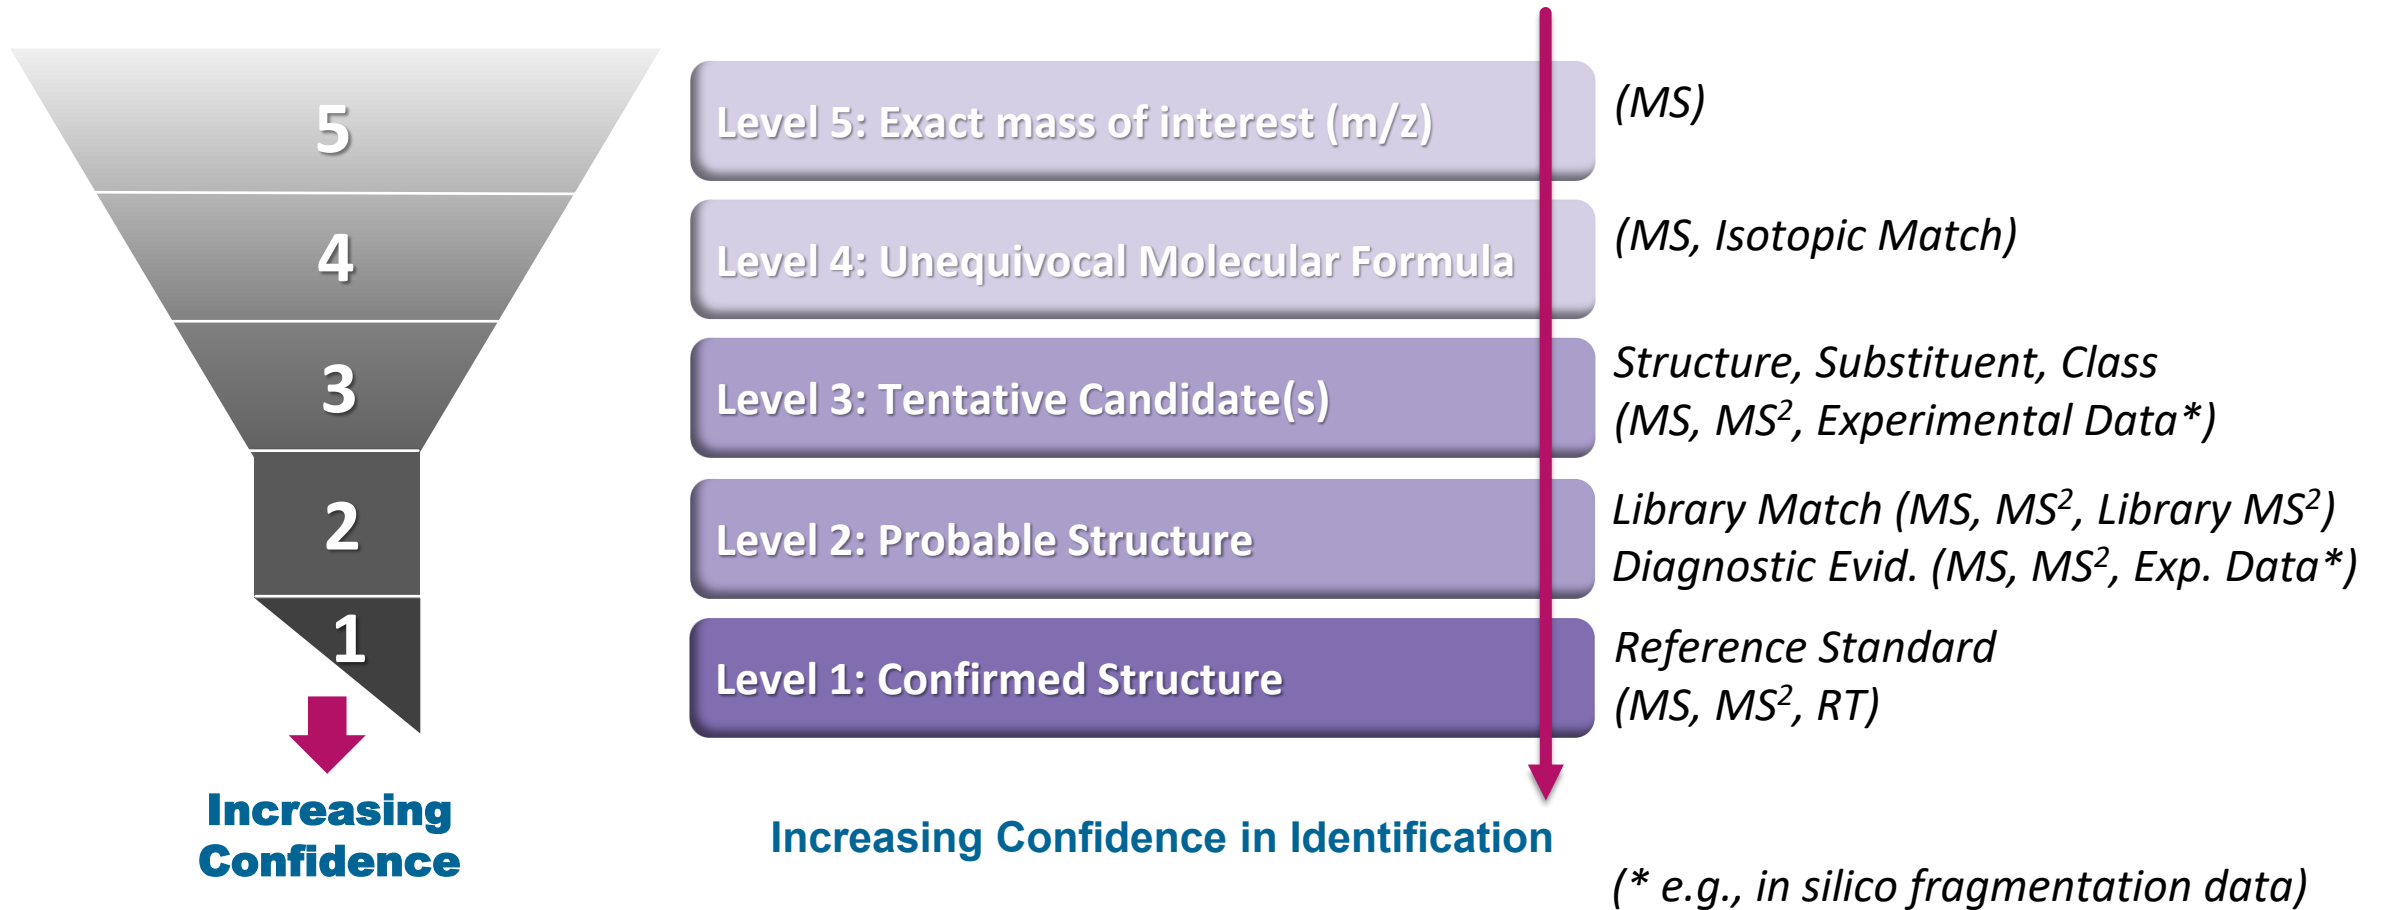 5
4
3
2
1
Increasing
Confidence
Level 5: Exact mass of interest (m/z)
(MS)
Level 4: Unequivocal Molecular Formula
(MS, Isotopic Match)
Level 3: Tentative Candidate(s)
Structure, Substituent, Class
(MS, MS², Experimental Data*)
Level 2: Probable Structure
Library Match (MS, MS², Library MS²)
Diagnostic Evid. (MS, MS², Exp. Data*)
Level 1: Confirmed Structure
Reference Standard
(MS, MS², RT)
Increasing Confidence in Identification
(* e.g., in silico fragmentation data)